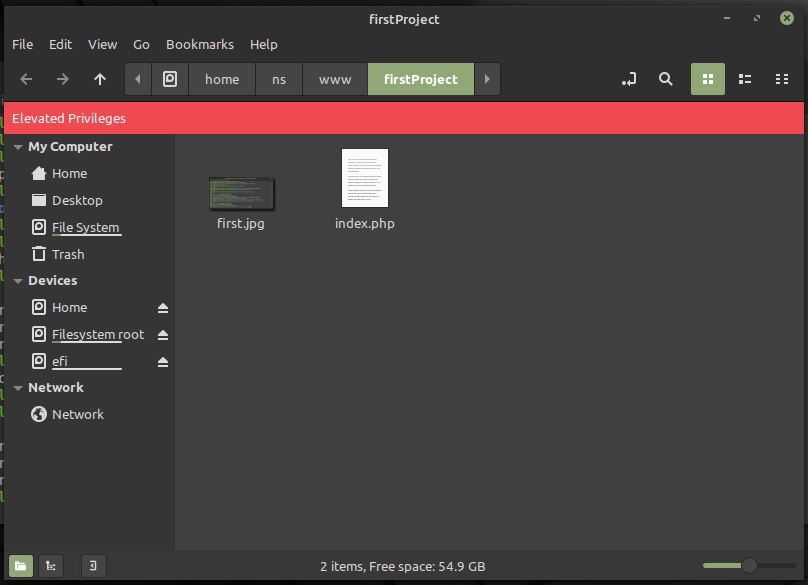 firstProject
File Edit View Go Bookmarks Help
home ns www firstProject
Elevated Privileges
My Computer
Home
Desktop
File System
Trash
Devices
Home
Filesystem root
efi
Network
Network
first.jpg index.php
2 items, Free space: 54.9 GB